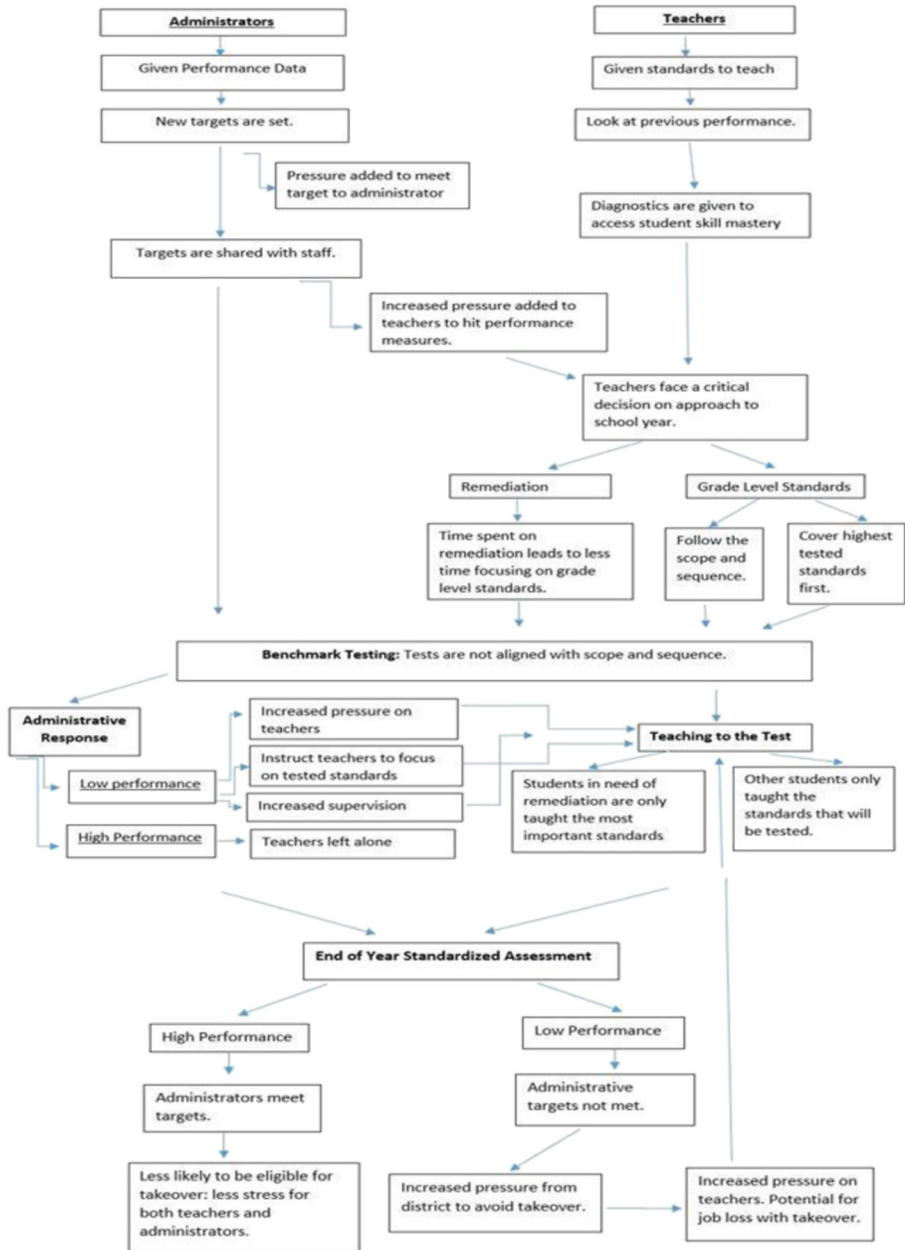 Administrators
Given Performance Data
New targets are set.
Pressure added to meet
target to administrator
Targets are shared with staff.
Teachers
Given standards to teach
Look at previous performance.
Diagnostics are given to
access student skill mastery
Increased pressure added to
teachers to hit performance
measures.
Teachers face a critical
decision on approach to
school year.
Remediation
Time spent on
remediation leads to less
time focusing on grade
level standards.
Grade Level Standards
Follow the
scope and
sequence.
Cover highest
tested
standards
first.
Benchmark Testing: Tests are not aligned with scope and sequence.
Administrative
Response
Low performance
Increased pressure on
teachers
Instruct teachers to focus
on tested standards
Increased supervision
High Performance
Teachers left alone
Teaching to the Test
Students in need of
remediation are only
taught the most
important standards
Other students only
taught the
standards that will
be tested.
End of Year Standardized Assessment
High Performance
Administrators meet
targets.
Less likely to be eligible for
takeover: less stress for
both teachers and
administrators.
Low Performance
Administrative
targets not met.
Increased pressure from
district to avoid takeover.
Increased pressure on
teachers. Potential for
job loss with takeover.